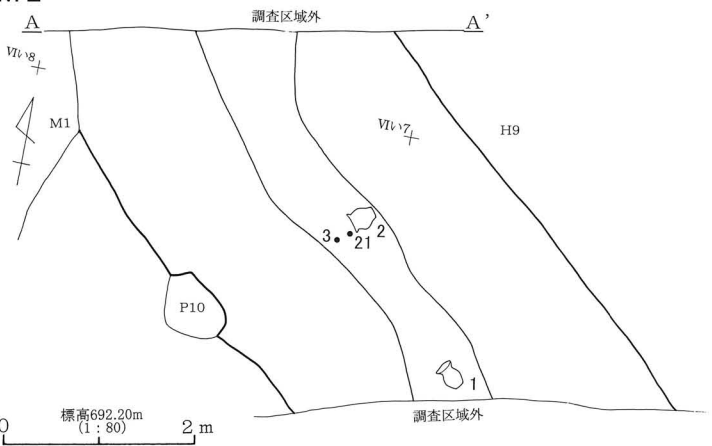 A 調査区域外 A'
VIい8
M1
VIい7
H9
2
3 21
P10
1
標高692.20m
(1：80)
0 2 m
調査区域外